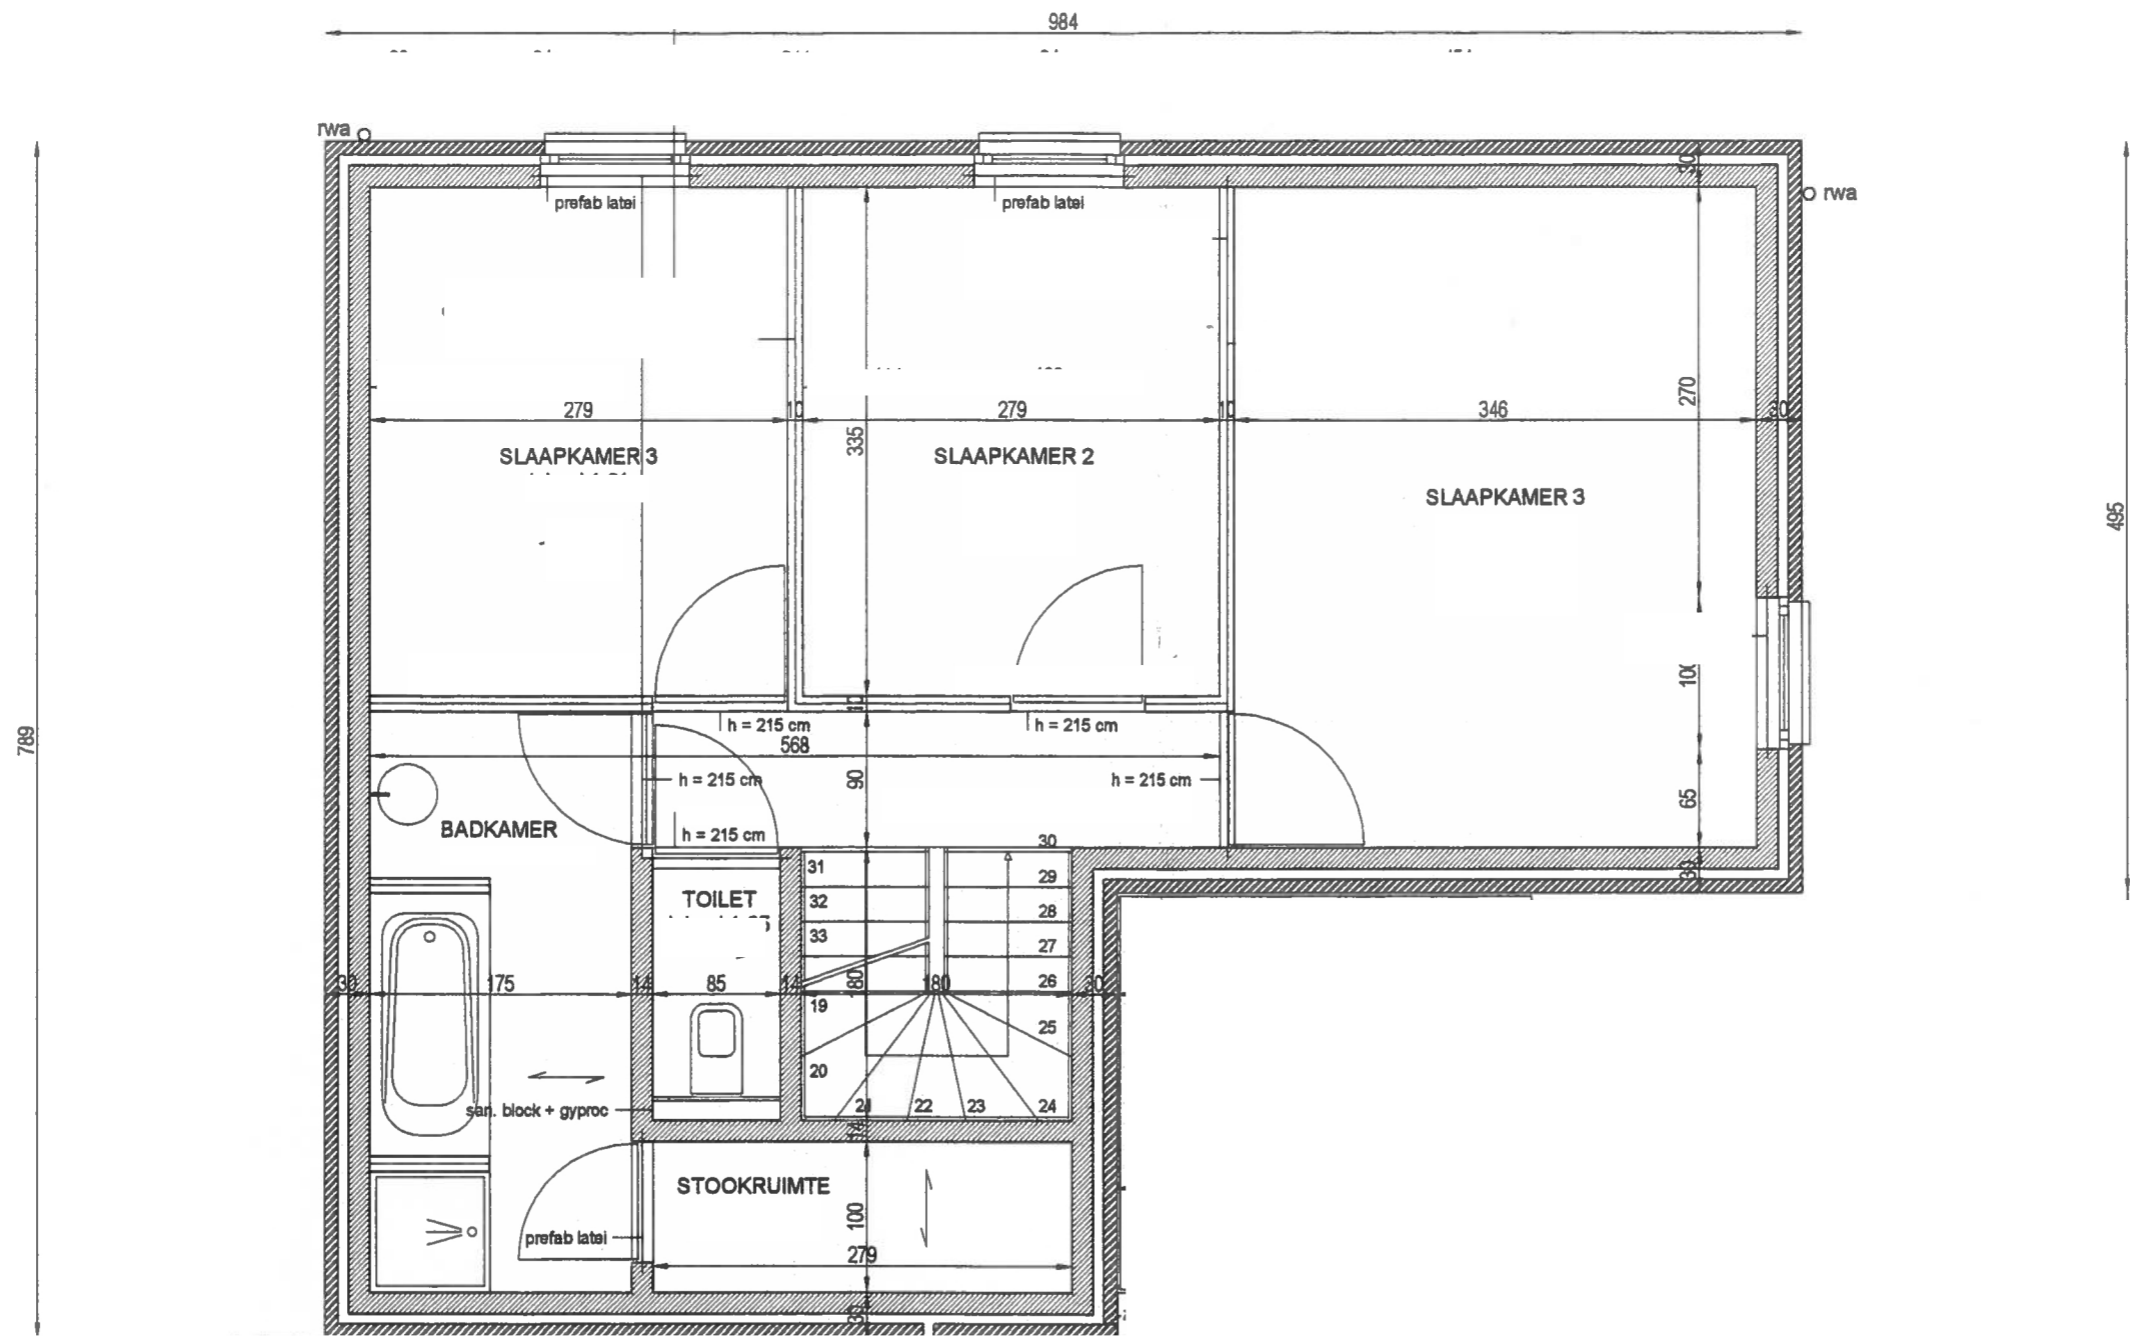 984
rwa
30
rwa
prefab latei
prefab latei
270
279
10
279
10
346
30
335
SLAAPKAMER 3
SLAAPKAMER 2
SLAAPKAMER 3
495
10
h = 215 cm
h = 215 cm
789
568
90
h = 215 cm
h = 215 cm
65
BADKAMER
h = 215 cm
30
31
29
30
TOILET
32
28
33
27
30
175
14
85
14
180
180
26
30
19
25
20
san. block + gyproc
21
22
23
24
14
STOOKRUIMTE
100
prefab latei
279
30